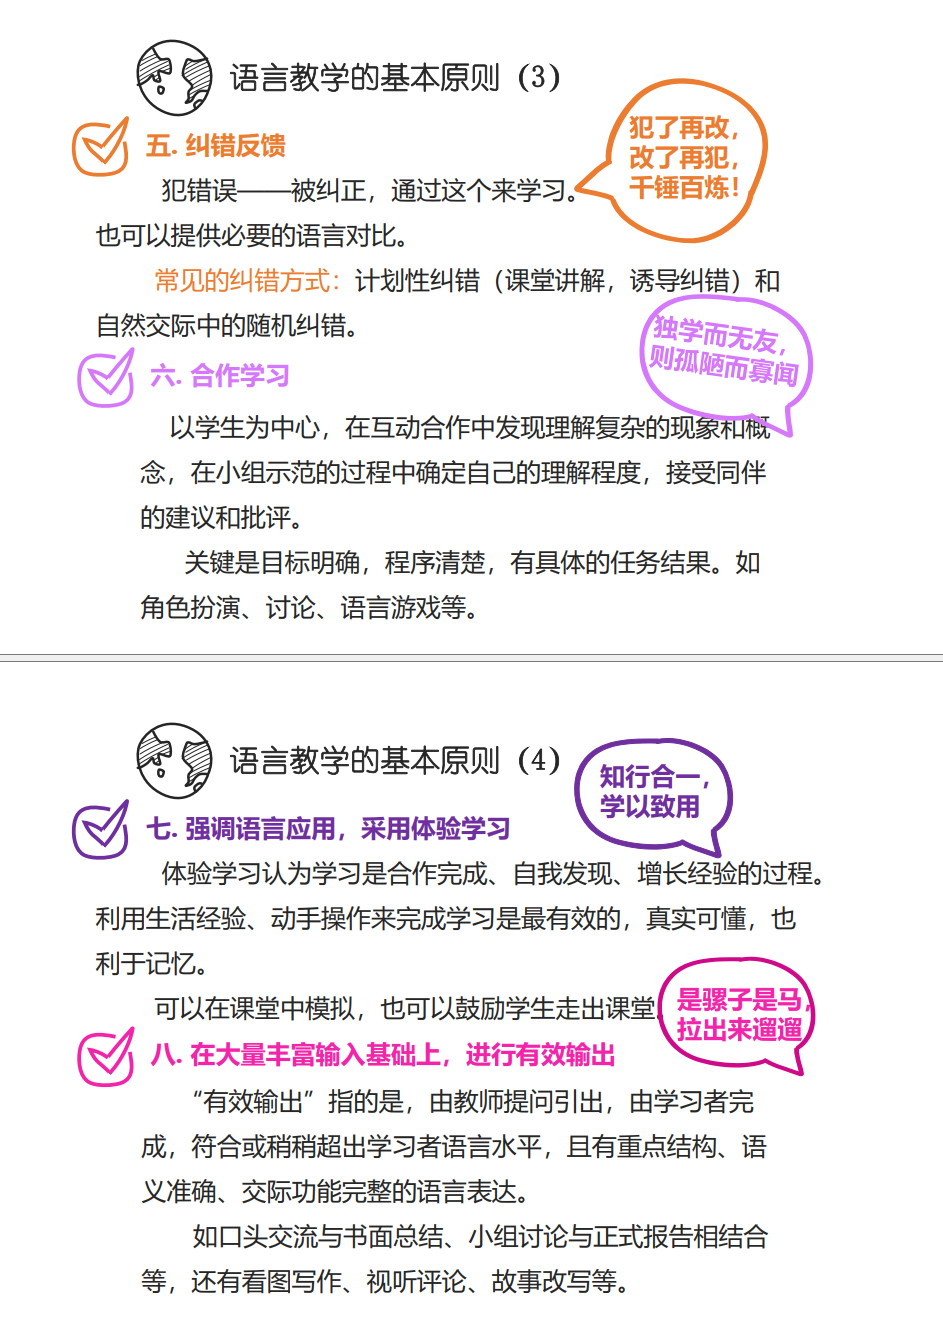 语言教学的基本原则（3）
五. 纠错反馈
犯了再改，
改了再犯，
千锤百炼！
犯错误——被纠正，通过这个来学习。
也可以提供必要的语言对比。
常见的纠错方式：计划性纠错（课堂讲解，诱导纠错）和
自然交际中的随机纠错。
独学而无友，
则孤陋而寡闻
六. 合作学习
以学生为中心，在互动合作中发现理解复杂的现象和概
念，在小组示范的过程中确定自己的理解程度，接受同伴
的建议和批评。
关键是目标明确，程序清楚，有具体的任务结果。如
角色扮演、讨论、语言游戏等。
语言教学的基本原则（4）
知行合一，
学以致用
七. 强调语言应用，采用体验学习
体验学习认为学习是合作完成、自我发现、增长经验的过程。
利用生活经验、动手操作来完成学习是最有效的，真实可懂，也
利于记忆。
可以在课堂中模拟，也可以鼓励学生走出课堂。
是骡子是马，
拉出来遛遛
八. 在大量丰富输入基础上，进行有效输出
“有效输出”指的是，由教师提问引出，由学习者完
成，符合或稍稍超出学习者语言水平，且有重点结构、语
义准确、交际功能完整的语言表达。
如口头交流与书面总结、小组讨论与正式报告相结合
等，还有看图写作、视听评论、故事改写等。